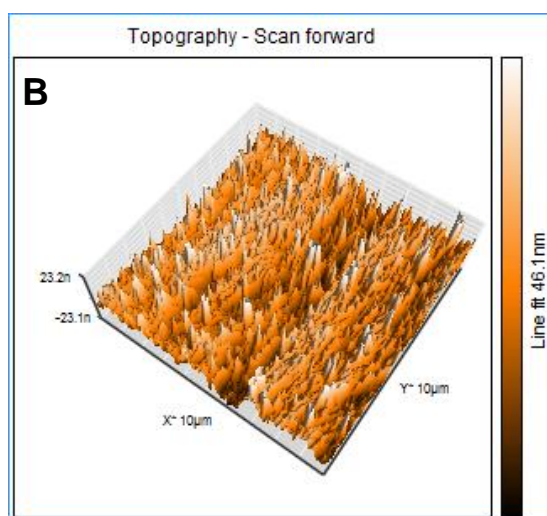 Topography - Scan forward
B
23.2n
-23.1n
X* 10µm
Y* 10µm
Line fit 46.1nm